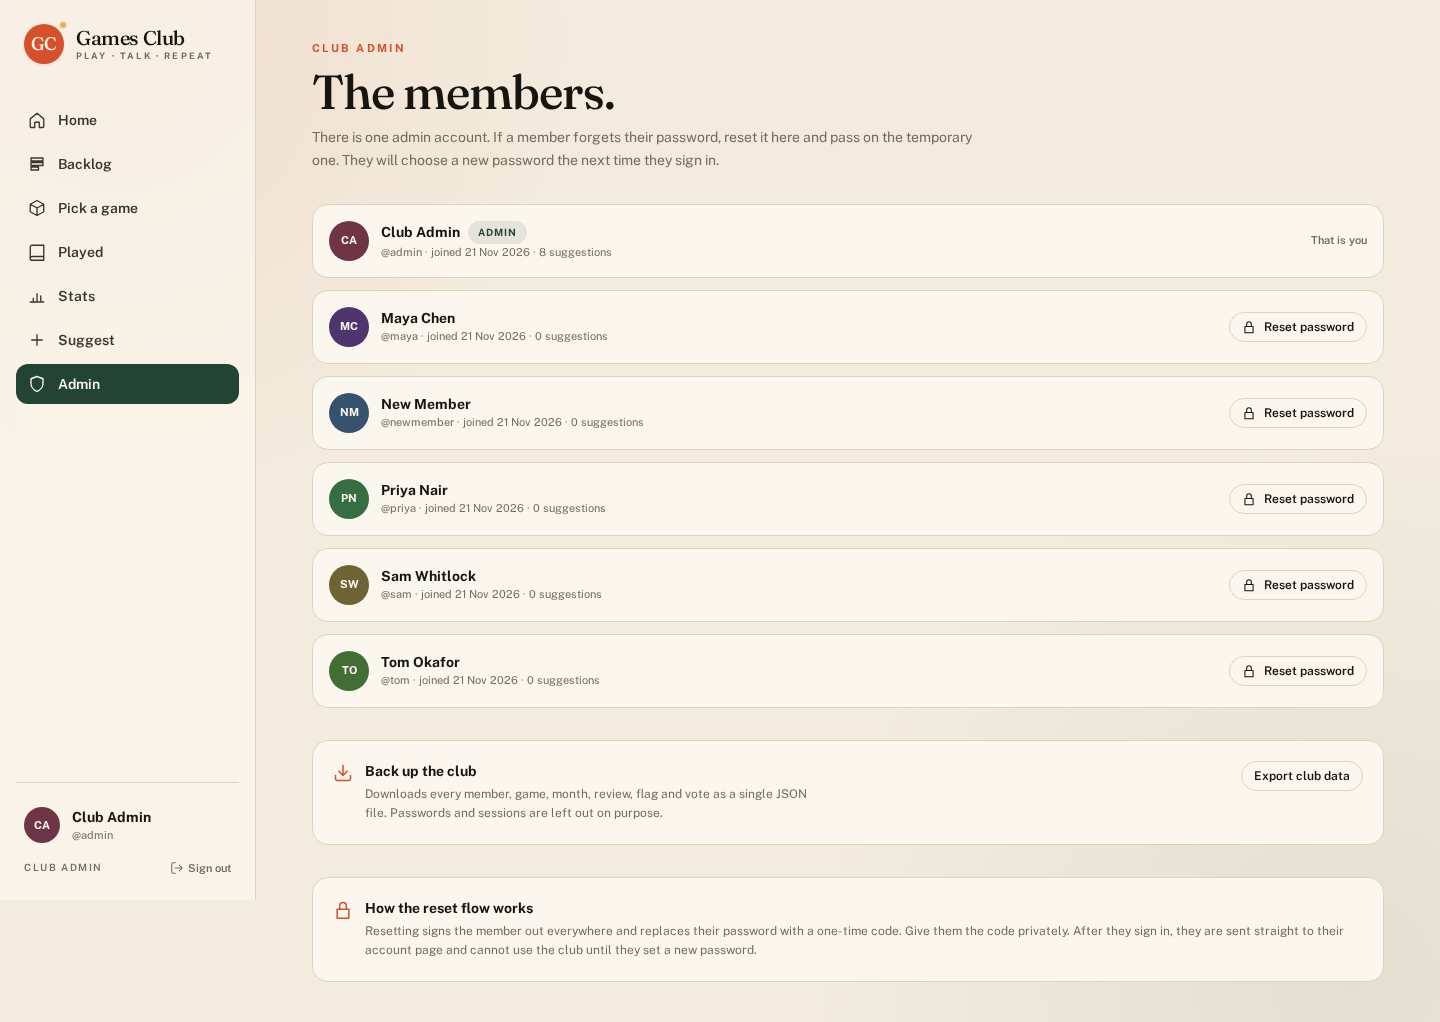 GC
Games Club
PLAY · TALK · REPEAT
Home
Backlog
Pick a game
Played
Stats
Suggest
Admin
CA
Club Admin
@admin
CLUB ADMIN
Sign out
CLUB ADMIN
The members.
There is one admin account. If a member forgets their password, reset it here and pass on the temporary
one. They will choose a new password the next time they sign in.
CA
Club Admin ADMIN
@admin · joined 21 Nov 2026 · 8 suggestions
That is you
MC
Maya Chen
@maya · joined 21 Nov 2026 · 0 suggestions
Reset password
NM
New Member
@newmember · joined 21 Nov 2026 · 0 suggestions
Reset password
PN
Priya Nair
@priya · joined 21 Nov 2026 · 0 suggestions
Reset password
SW
Sam Whitlock
@sam · joined 21 Nov 2026 · 0 suggestions
Reset password
TO
Tom Okafor
@tom · joined 21 Nov 2026 · 0 suggestions
Reset password
Back up the club
Downloads every member, game, month, review, flag and vote as a single JSON
file. Passwords and sessions are left out on purpose.
Export club data
How the reset flow works
Resetting signs the member out everywhere and replaces their password with a one-time code. Give them the code privately. After they sign in, they are sent straight to their
account page and cannot use the club until they set a new password.